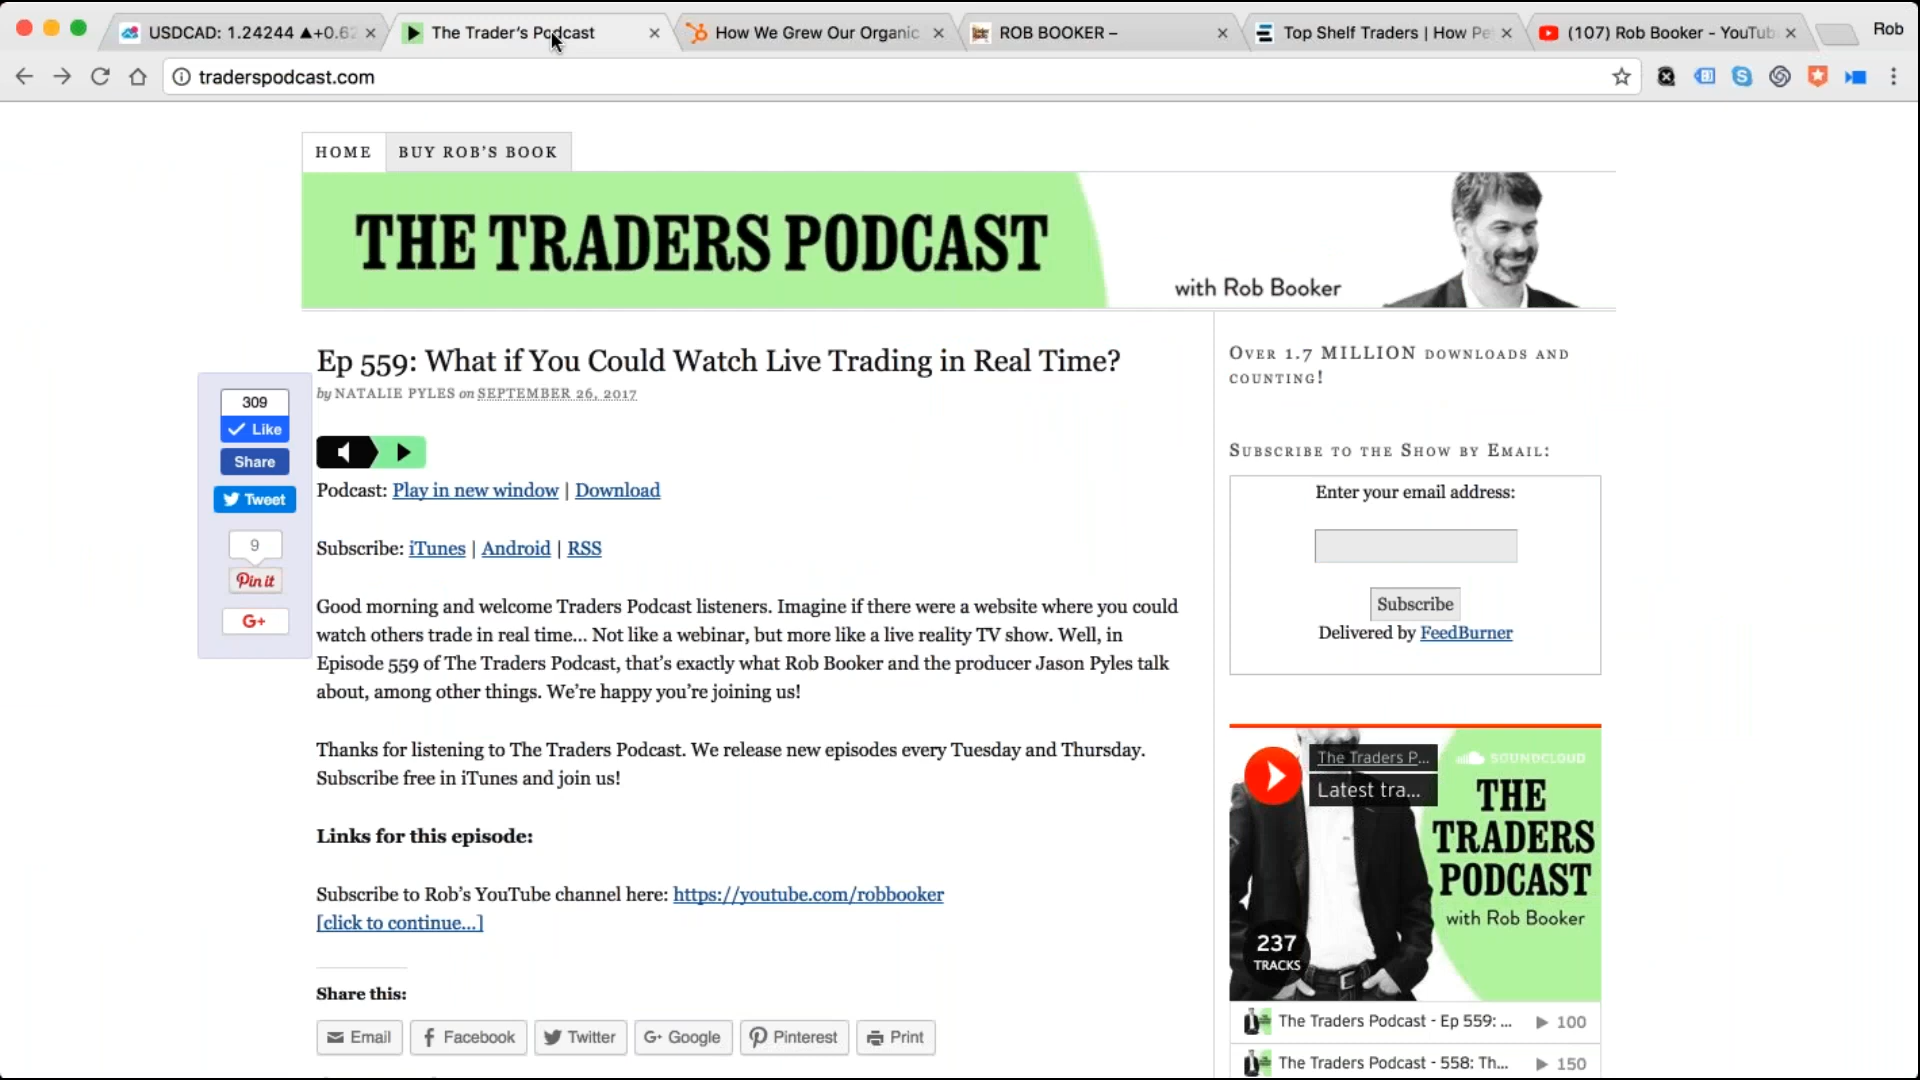 USDCAD: 1.24244 ▲+0.62
The Trader's Podcast
How We Grew Our Organic
ROB BOOKER –
Top Shelf Traders | How Pe
(107) Rob Booker - YouTub
Rob
traderspodcast.com
HOME
BUY ROB'S BOOK
THE TRADERS PODCAST
with Rob Booker
Ep 559: What if You Could Watch Live Trading in Real Time?
by NATALIE PYLES on SEPTEMBER 26, 2017
309
Like
Share
Tweet
9
Pin it
G+
Podcast: Play in new window | Download
Subscribe: iTunes | Android | RSS
Good morning and welcome Traders Podcast listeners. Imagine if there were a website where you could
watch others trade in real time... Not like a webinar, but more like a live reality TV show. Well, in
Episode 559 of The Traders Podcast, that's exactly what Rob Booker and the producer Jason Pyles talk
about, among other things. We're happy you're joining us!
Thanks for listening to The Traders Podcast. We release new episodes every Tuesday and Thursday.
Subscribe free in iTunes and join us!
Links for this episode:
Subscribe to Rob's YouTube channel here: https://youtube.com/robbooker
[click to continue...]
Share this:
Email
Facebook
Twitter
G+ Google
Pinterest
Print
OVER 1.7 MILLION DOWNLOADS AND
COUNTING!
SUBSCRIBE TO THE SHOW BY EMAIL:
Enter your email address:
Subscribe
Delivered by FeedBurner
The Traders P...
Latest tra...
SOUNDCLOUD
THE
TRADERS
PODCAST
with Rob Booker
237
TRACKS
The Traders Podcast - Ep 559: ... ▶ 100
The Traders Podcast - 558: Th... ▶ 150